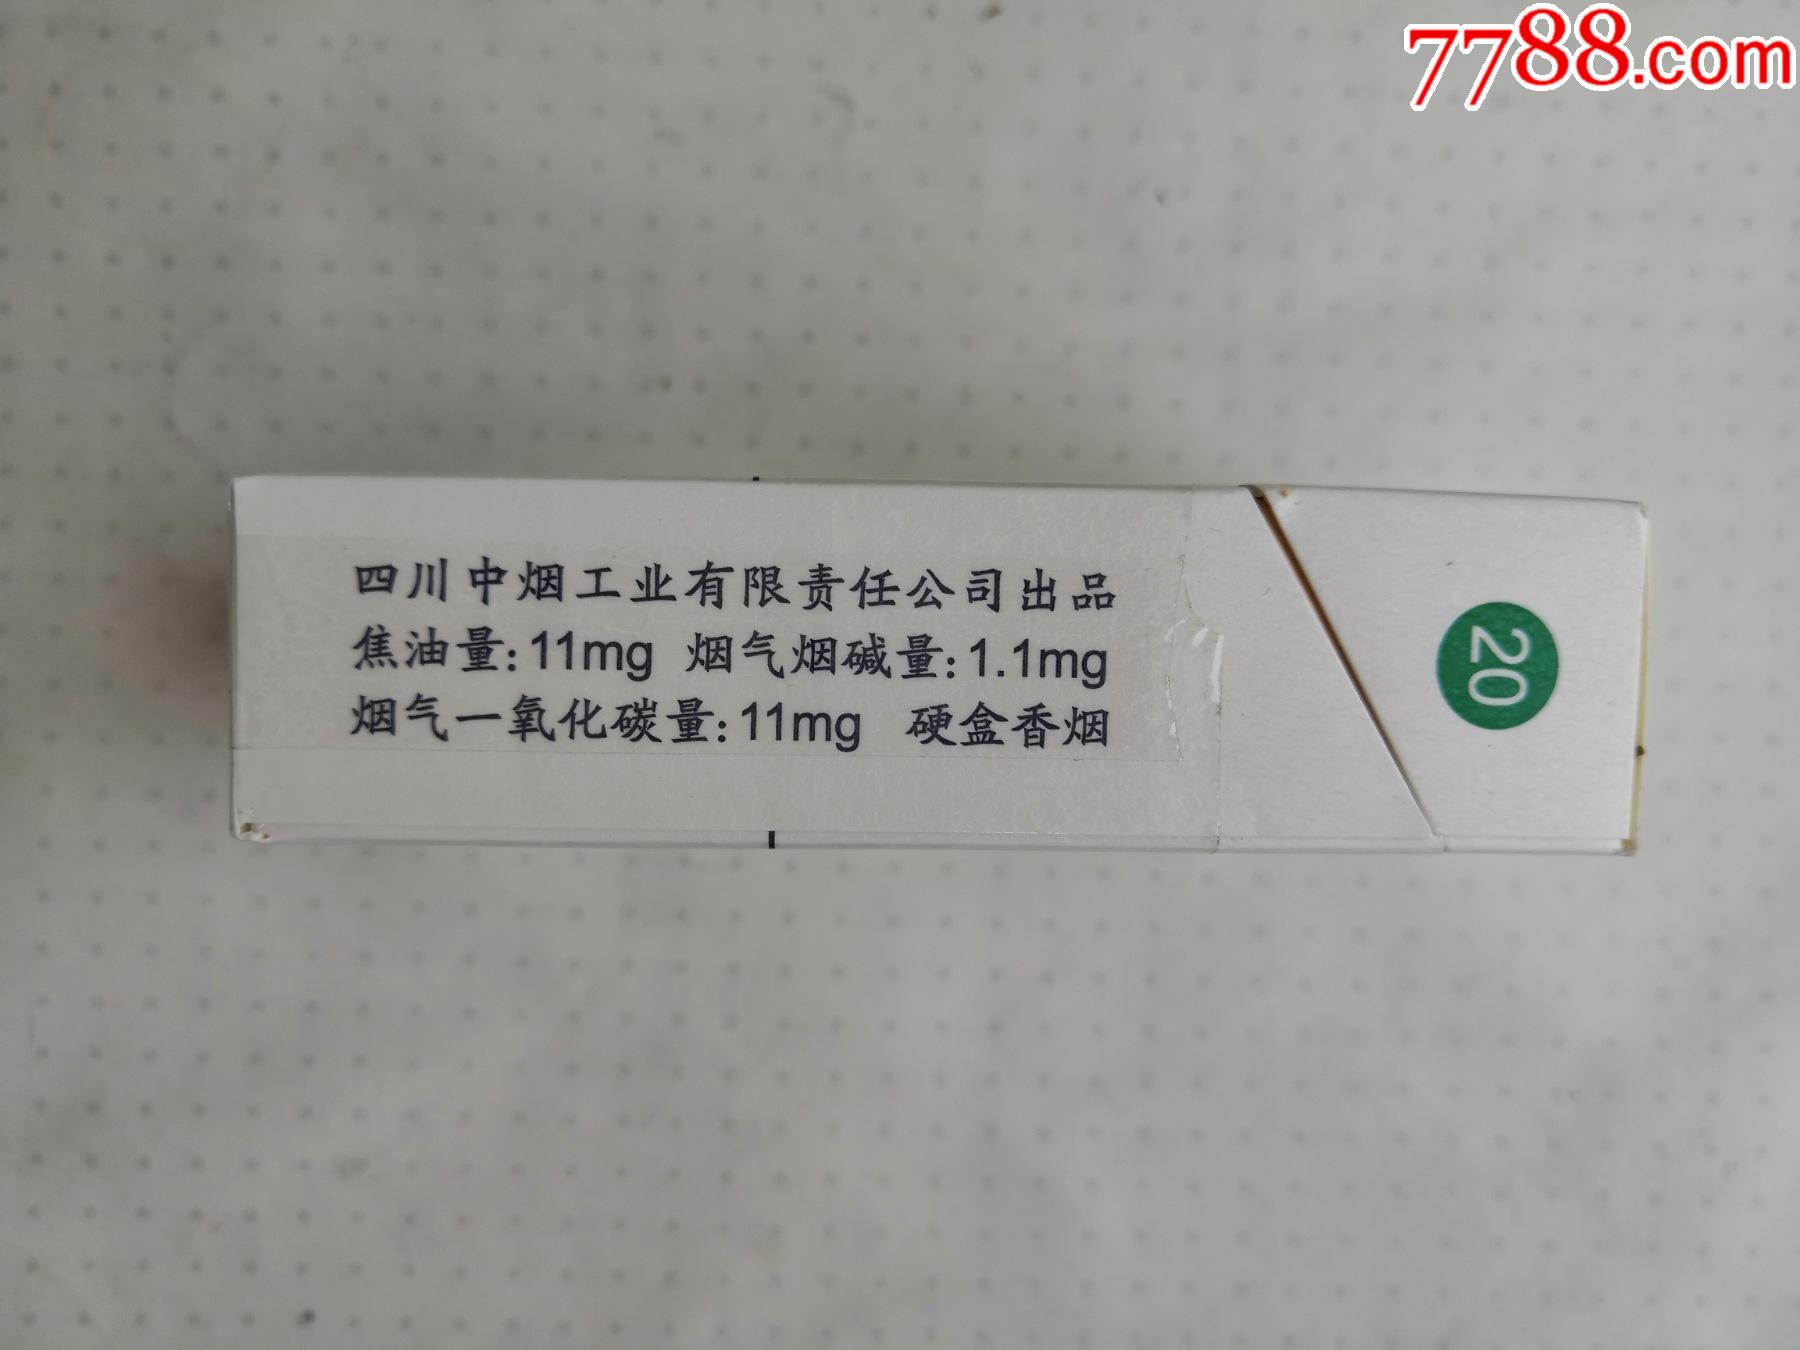 7788.com
四川中烟工业有限责任公司出品
焦油量:11mg 烟气烟碱量:1.1mg
烟气一氧化碳量:11mg 硬盒香烟
20